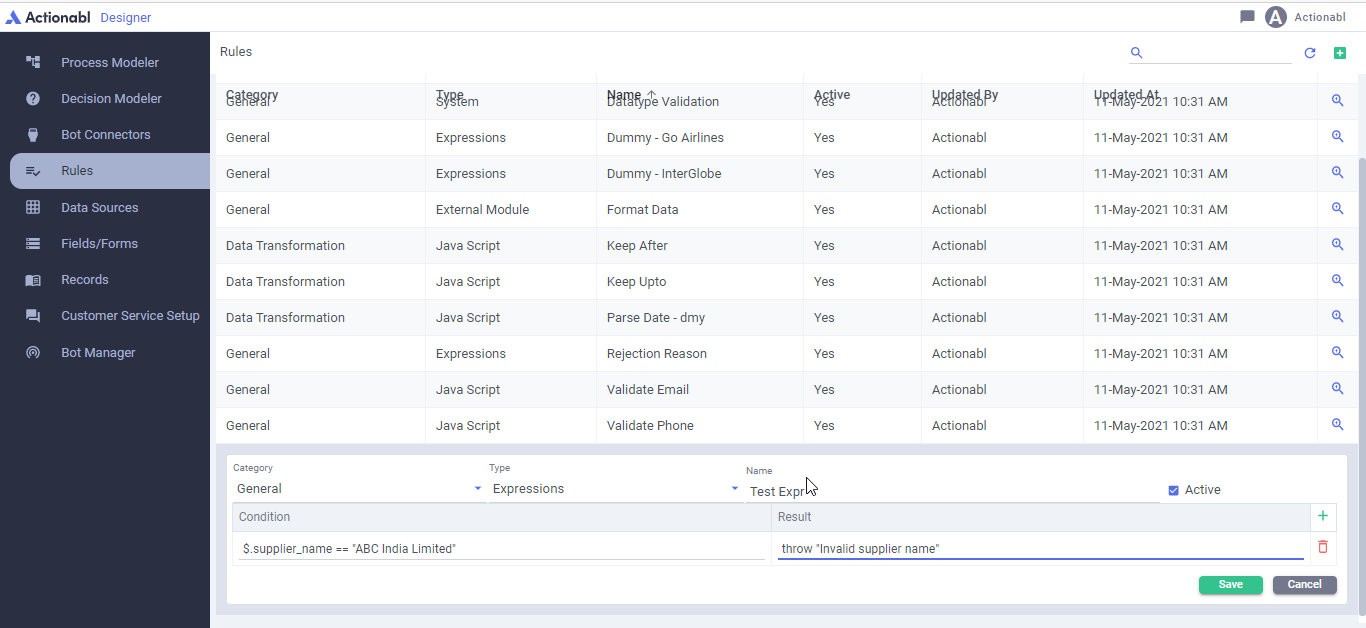 Actionabl Designer
A Actionabl
Process Modeler
Decision Modeler
Bot Connectors
Rules
Data Sources
Fields/Forms
Records
Customer Service Setup
Bot Manager
Rules
Category Type Name Active Updated By Updated At
General System Datatype Validation Yes Actionabl 11-May-2021 10:31 AM
General Expressions Dummy - Go Airlines Yes Actionabl 11-May-2021 10:31 AM
General Expressions Dummy - InterGlobe Yes Actionabl 11-May-2021 10:31 AM
General External Module Format Data Yes Actionabl 11-May-2021 10:31 AM
Data Transformation Java Script Keep After Yes Actionabl 11-May-2021 10:31 AM
Data Transformation Java Script Keep Upto Yes Actionabl 11-May-2021 10:31 AM
Data Transformation Java Script Parse Date - dmy Yes Actionabl 11-May-2021 10:31 AM
General Expressions Rejection Reason Yes Actionabl 11-May-2021 10:31 AM
General Java Script Validate Email Yes Actionabl 11-May-2021 10:31 AM
General Java Script Validate Phone Yes Actionabl 11-May-2021 10:31 AM
Category Type Name
General Expressions Test Expr Active
Condition Result
$.supplier_name == "ABC India Limited" throw "Invalid supplier name"
Save Cancel